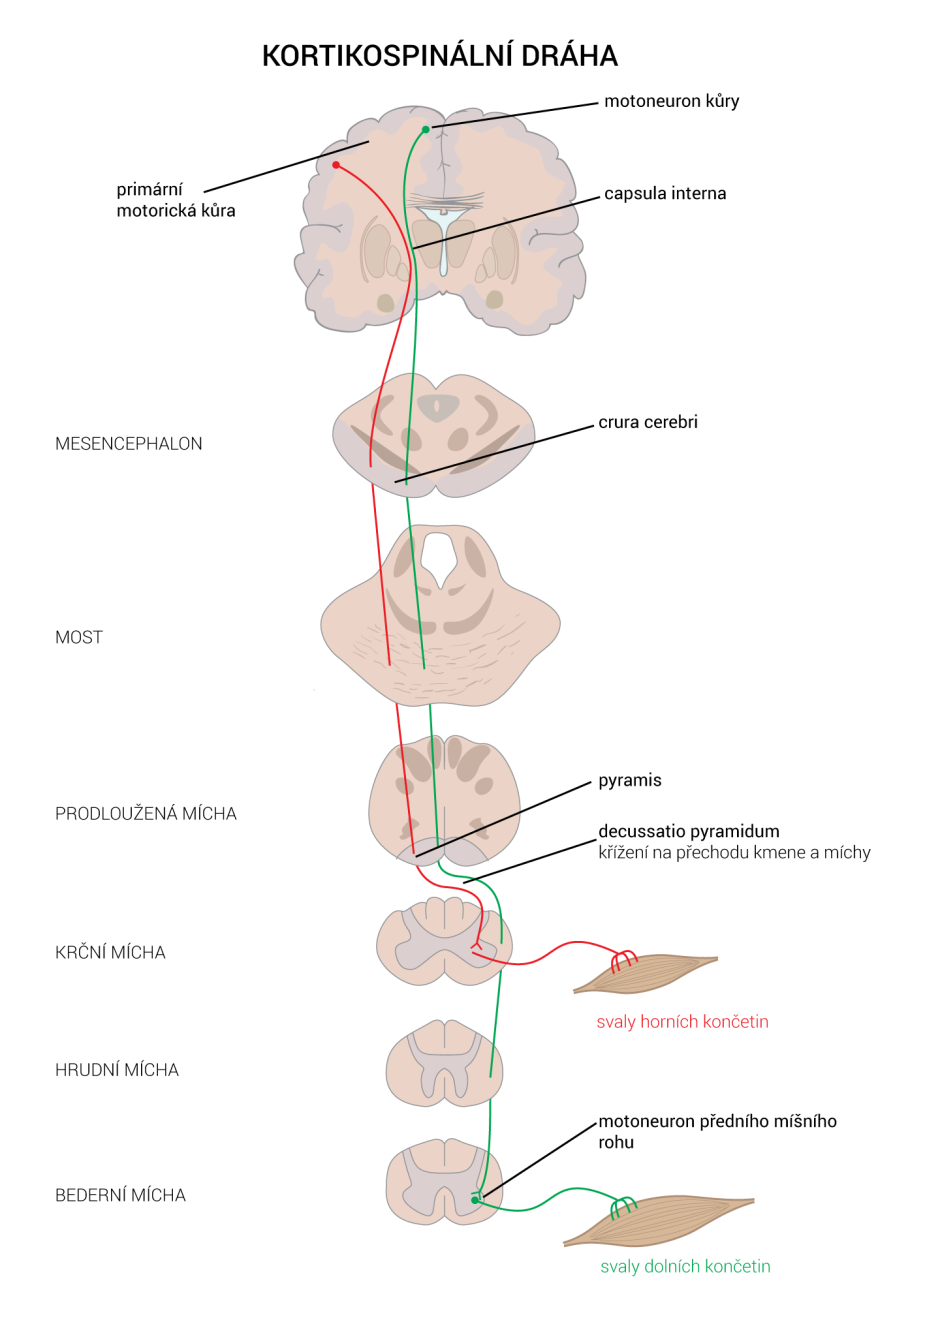 KORTIKOSPINÁLNÍ DRÁHA
motoneuron kůry
primární
motorická kůra
capsula interna
crura cerebri
MESENCEPHALON
MOST
pyramis
PRODLOUŽENÁ MÍCHA
decussatio pyramidum
křížení na přechodu kmene a míchy
KRČNÍ MÍCHA
svaly horních končetin
HRUDNÍ MÍCHA
motoneuron předního míšního
rohu
BEDERNÍ MÍCHA
svaly dolních končetin